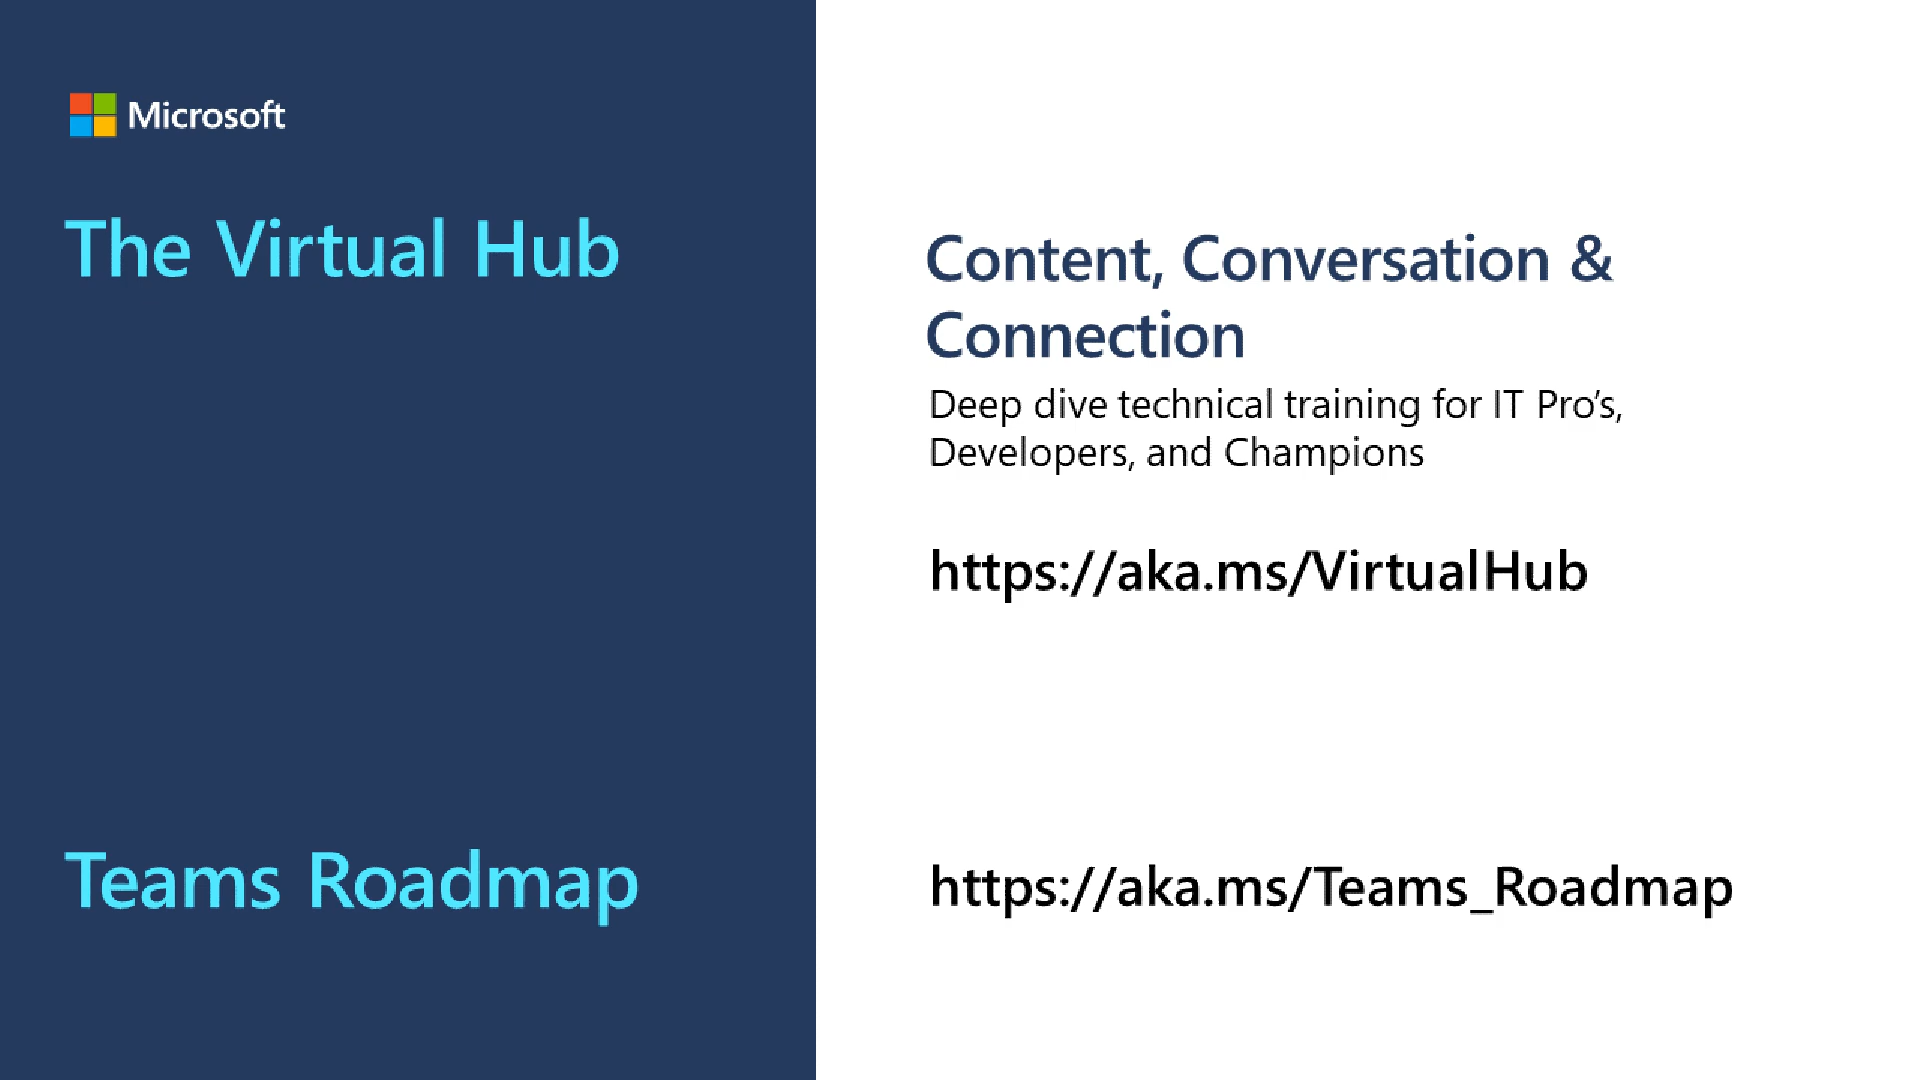 Microsoft
The Virtual Hub
Content, Conversation &
Connection
Deep dive technical training for IT Pro’s,
Developers, and Champions
https://aka.ms/VirtualHub
Teams Roadmap
https://aka.ms/Teams_Roadmap